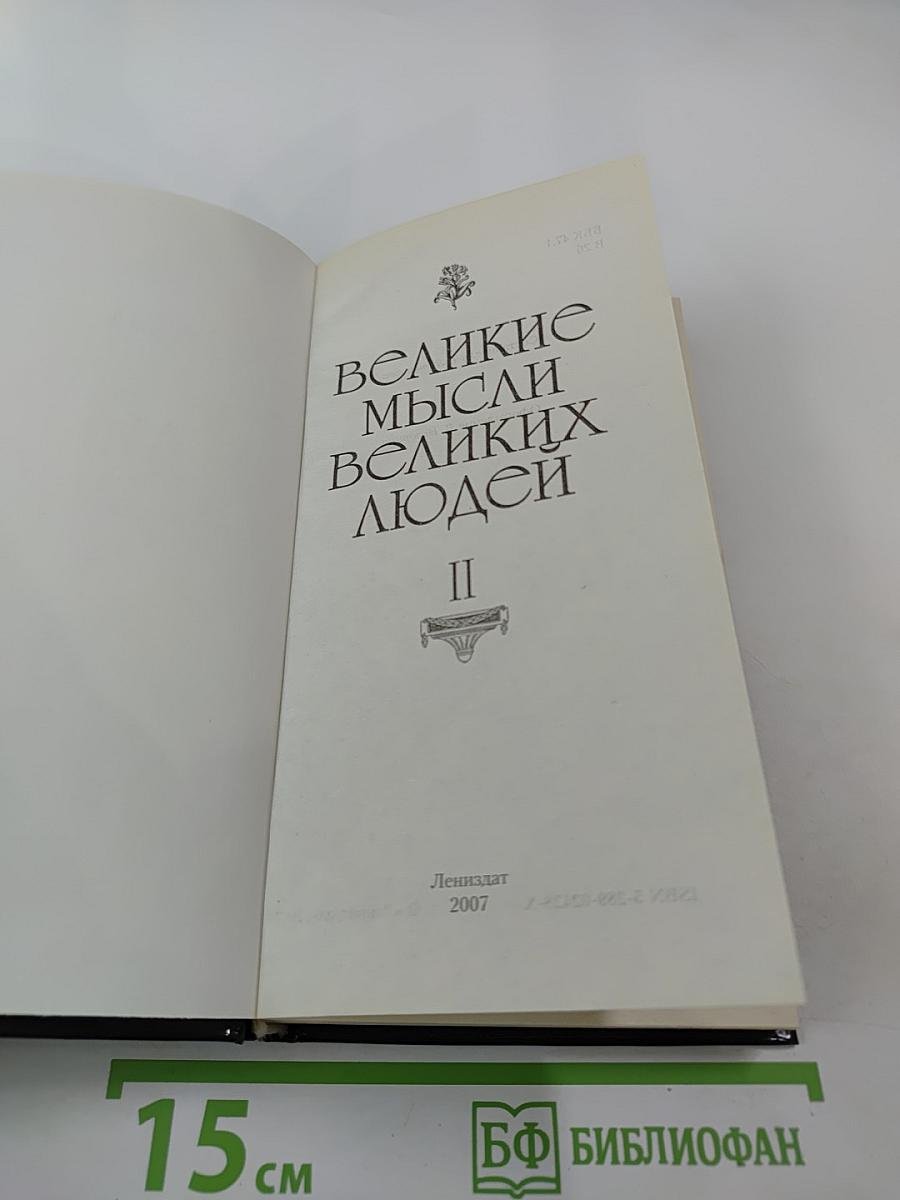 ВЕЛИКИЕ
МЫСЛИ
ВЕЛИКИХ
ЛЮДЕЙ
II
Лениздат
2007
15 см
БФ БИБЛИОФАН